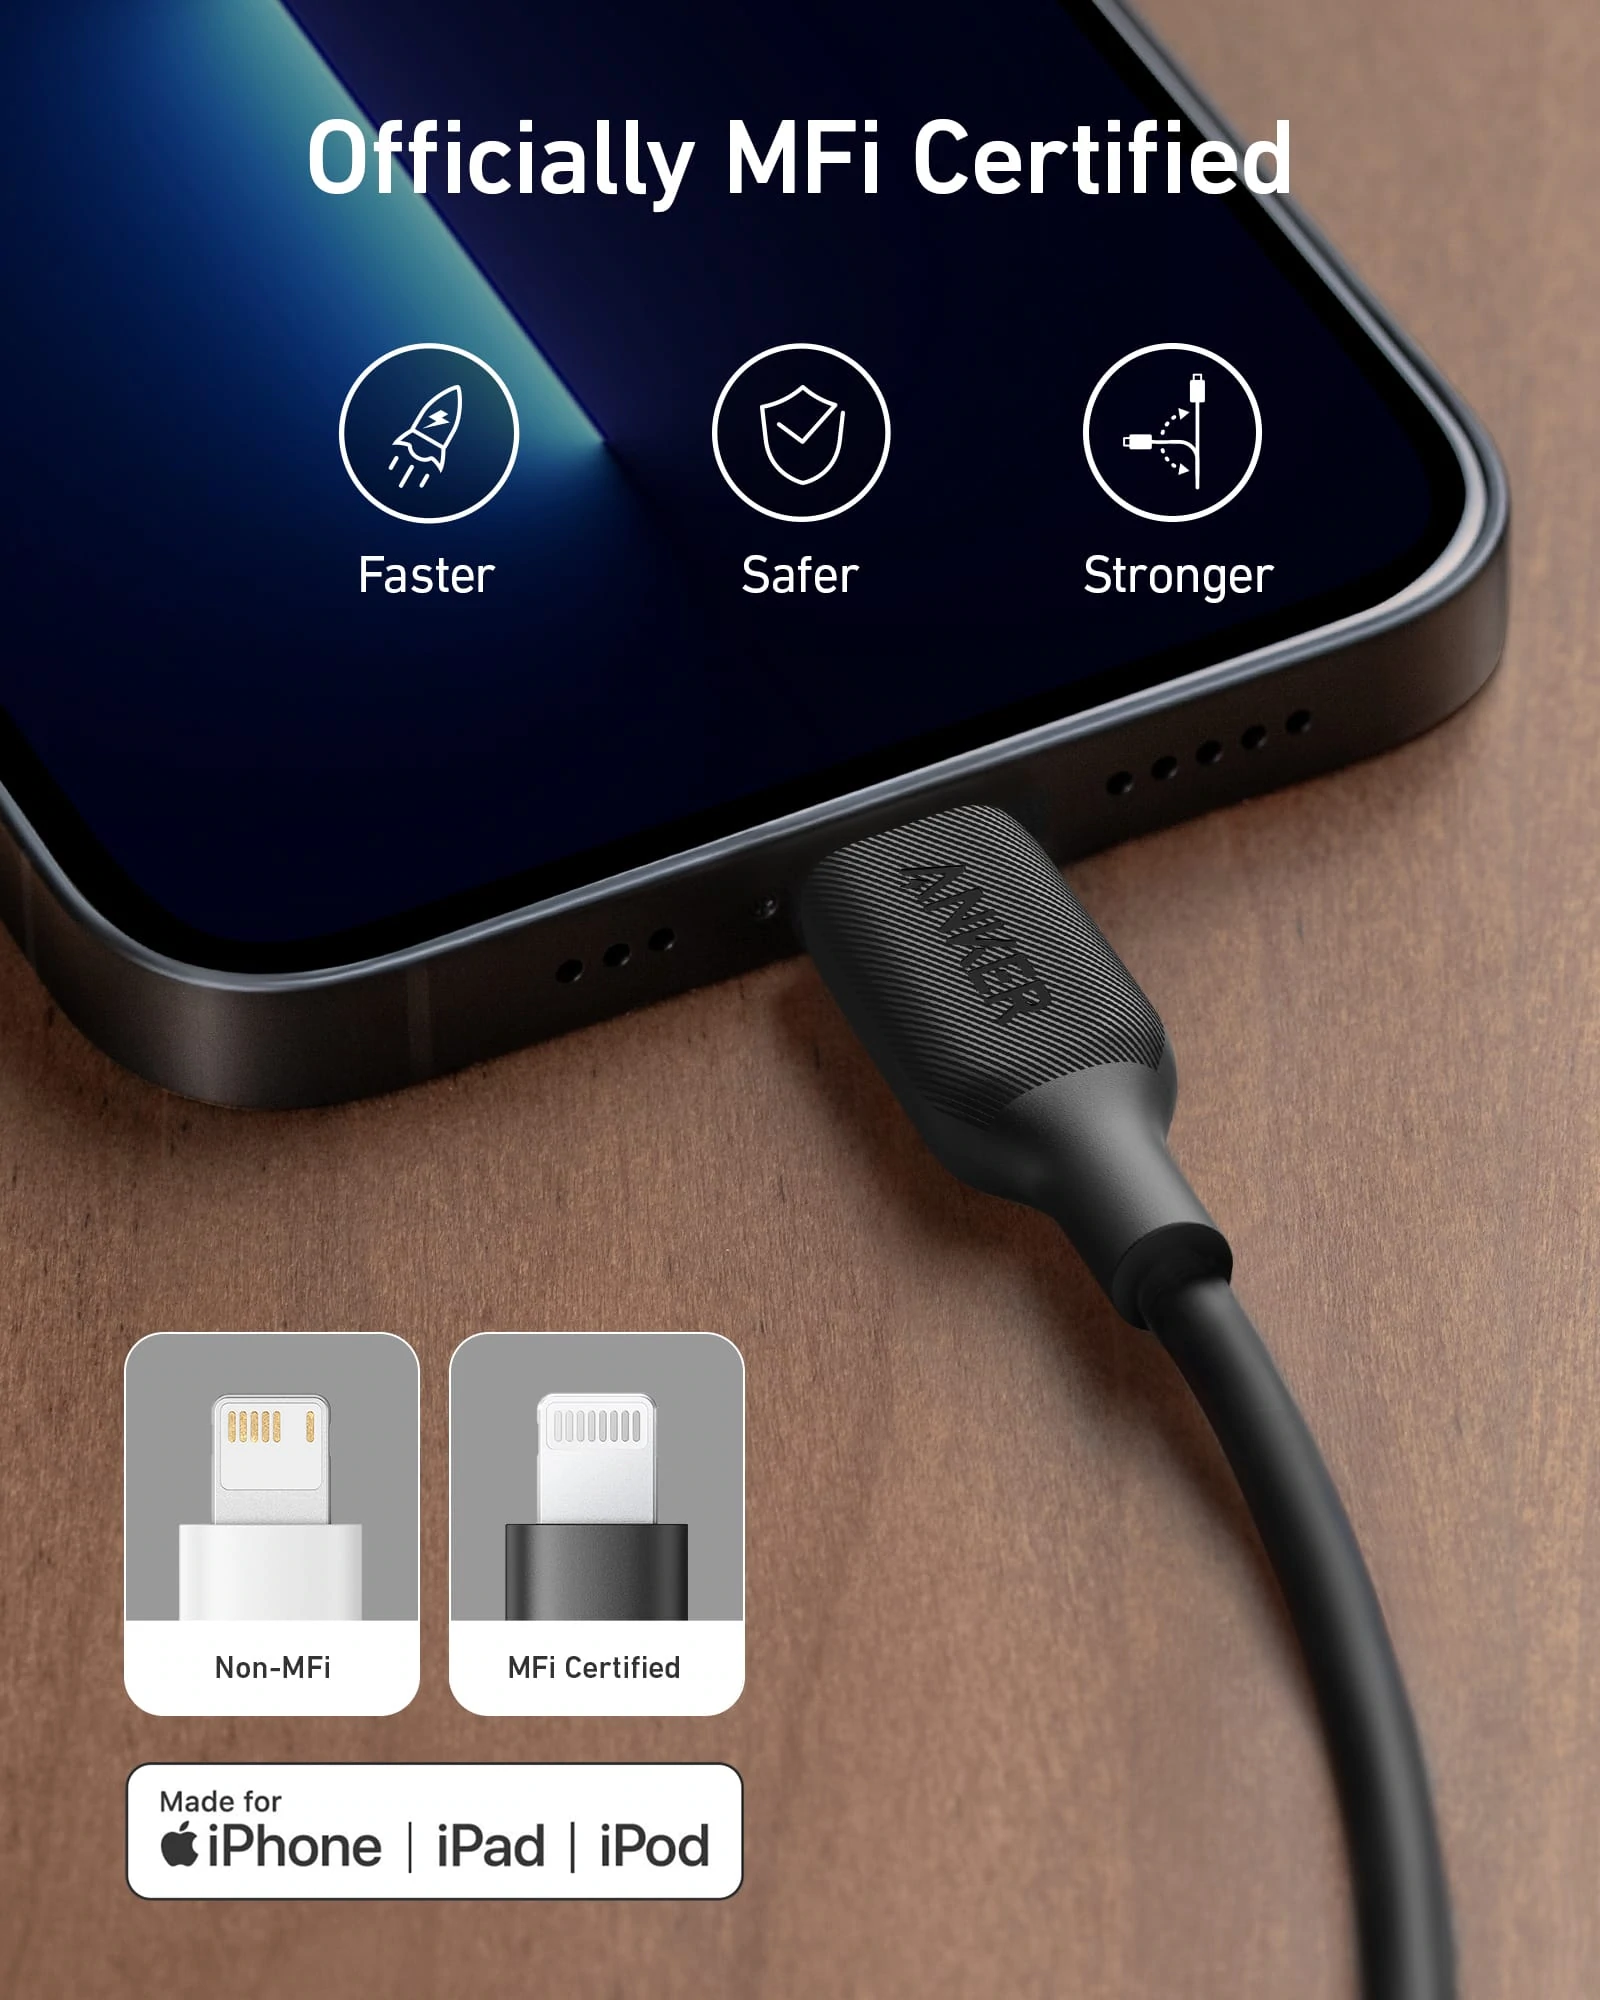 Officially MFi Certified
Faster
Safer
Stronger
ANKER
Non-MFi
MFi Certified
Made for
iPhone | iPad | iPod